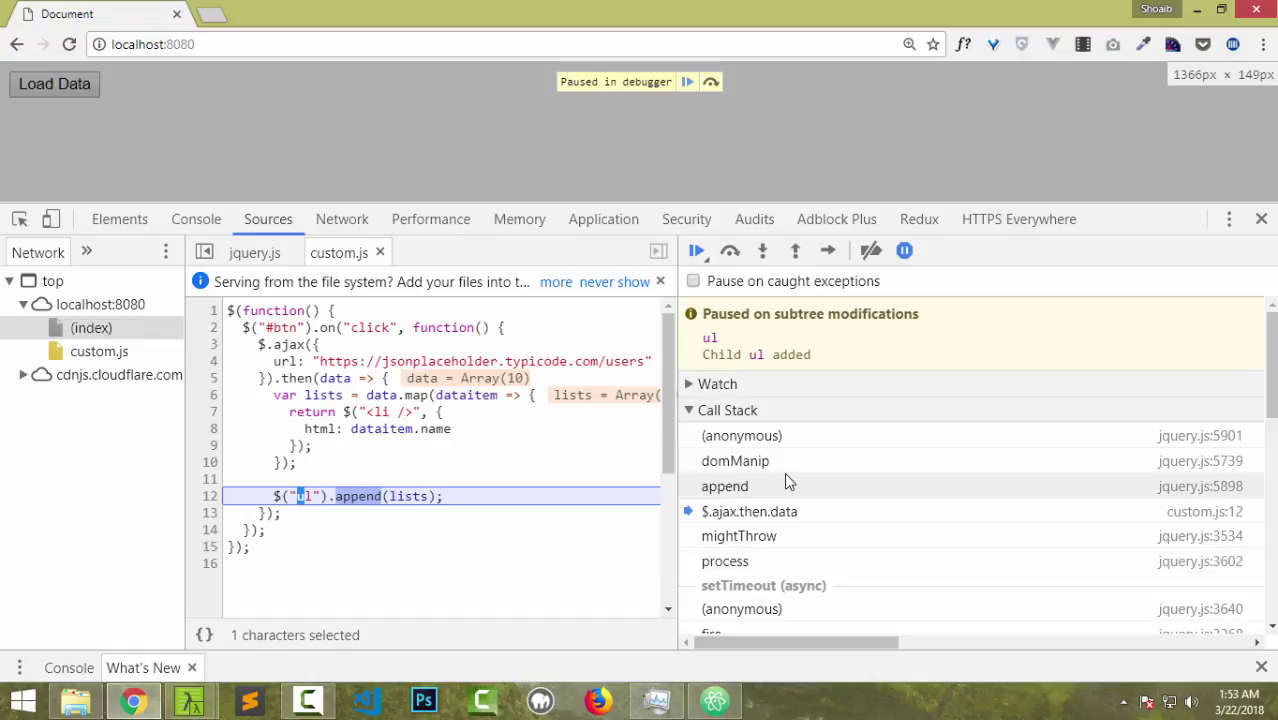 Document
Shoaib
localhost:8080
f?
Load Data
Paused in debugger
1366px × 149px
Elements
Console
Sources
Network
Performance
Memory
Application
Security
Audits
Adblock Plus
Redux
HTTPS Everywhere
Network
»
jquery.js
custom.js
top
localhost:8080
(index)
custom.js
cdnjs.cloudflare.com
Serving from the file system? Add your files into t... more never show
1 $(function() {
2 $("#btn").on("click", function() {
3 $.ajax({
4 url: "https://jsonplaceholder.typicode.com/users"
5 }).then(data => { data = Array(10)
6 var lists = data.map(dataitem => { lists = Array(
7 return $("<li />", {
8 html: dataitem.name
9 });
10 });
11
12 $("ul").append(lists);
13 });
14 });
15 });
16
{} 1 characters selected
Pause on caught exceptions
Paused on subtree modifications
ul
Child ul added
Watch
Call Stack
(anonymous) jquery.js:5901
domManip jquery.js:5739
append jquery.js:5898
$.ajax.then.data custom.js:12
mightThrow jquery.js:3534
process jquery.js:3602
setTimeout (async)
(anonymous) jquery.js:3640
fire jquery.js:3268
Console
What's New
Ps
1:53 AM
3/22/2018